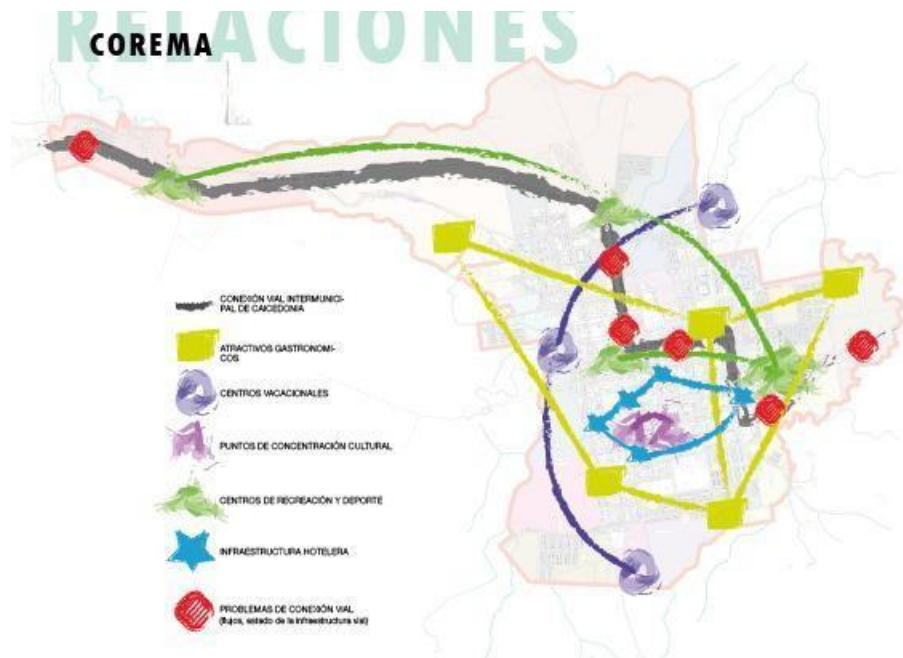 RELACIONES
COREMA
CONEXIÓN VIAL INTERMUNICI-
PAL DE CAICEDONIA
ATRACTIVOS GASTRONOMI-
COS
CENTROS VACACIONALES
PUNTOS DE CONCENTRACIÓN CULTURAL
CENTROS DE RECREACIÓN Y DEPORTE
INFRAESTRUCTURA HOTELERA
PROBLEMAS DE CONEXIÓN VIAL
(flujos, estado de la infraestructura vial)